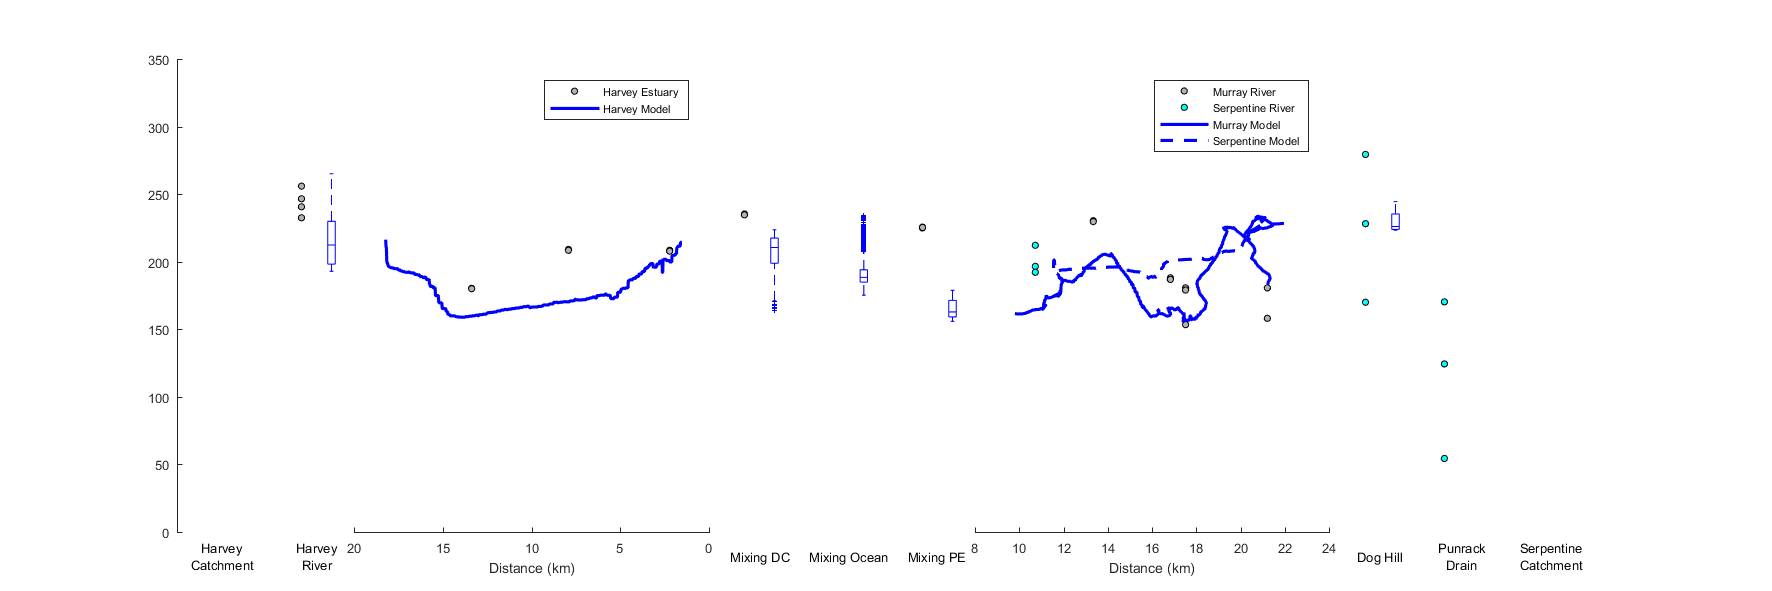 350
300
250
200
150
100
50
0
Harvey Estuary
Harvey Model
Murray River
Serpentine River
Murray Model
Serpentine Model
Harvey
Catchment
Harvey
River
20 15 10 5 0
Distance (km)
Mixing DC
Mixing Ocean
Mixing PE
8 10 12 14 16 18 20 22 24
Distance (km)
Dog Hill
Punrack
Drain
Serpentine
Catchment